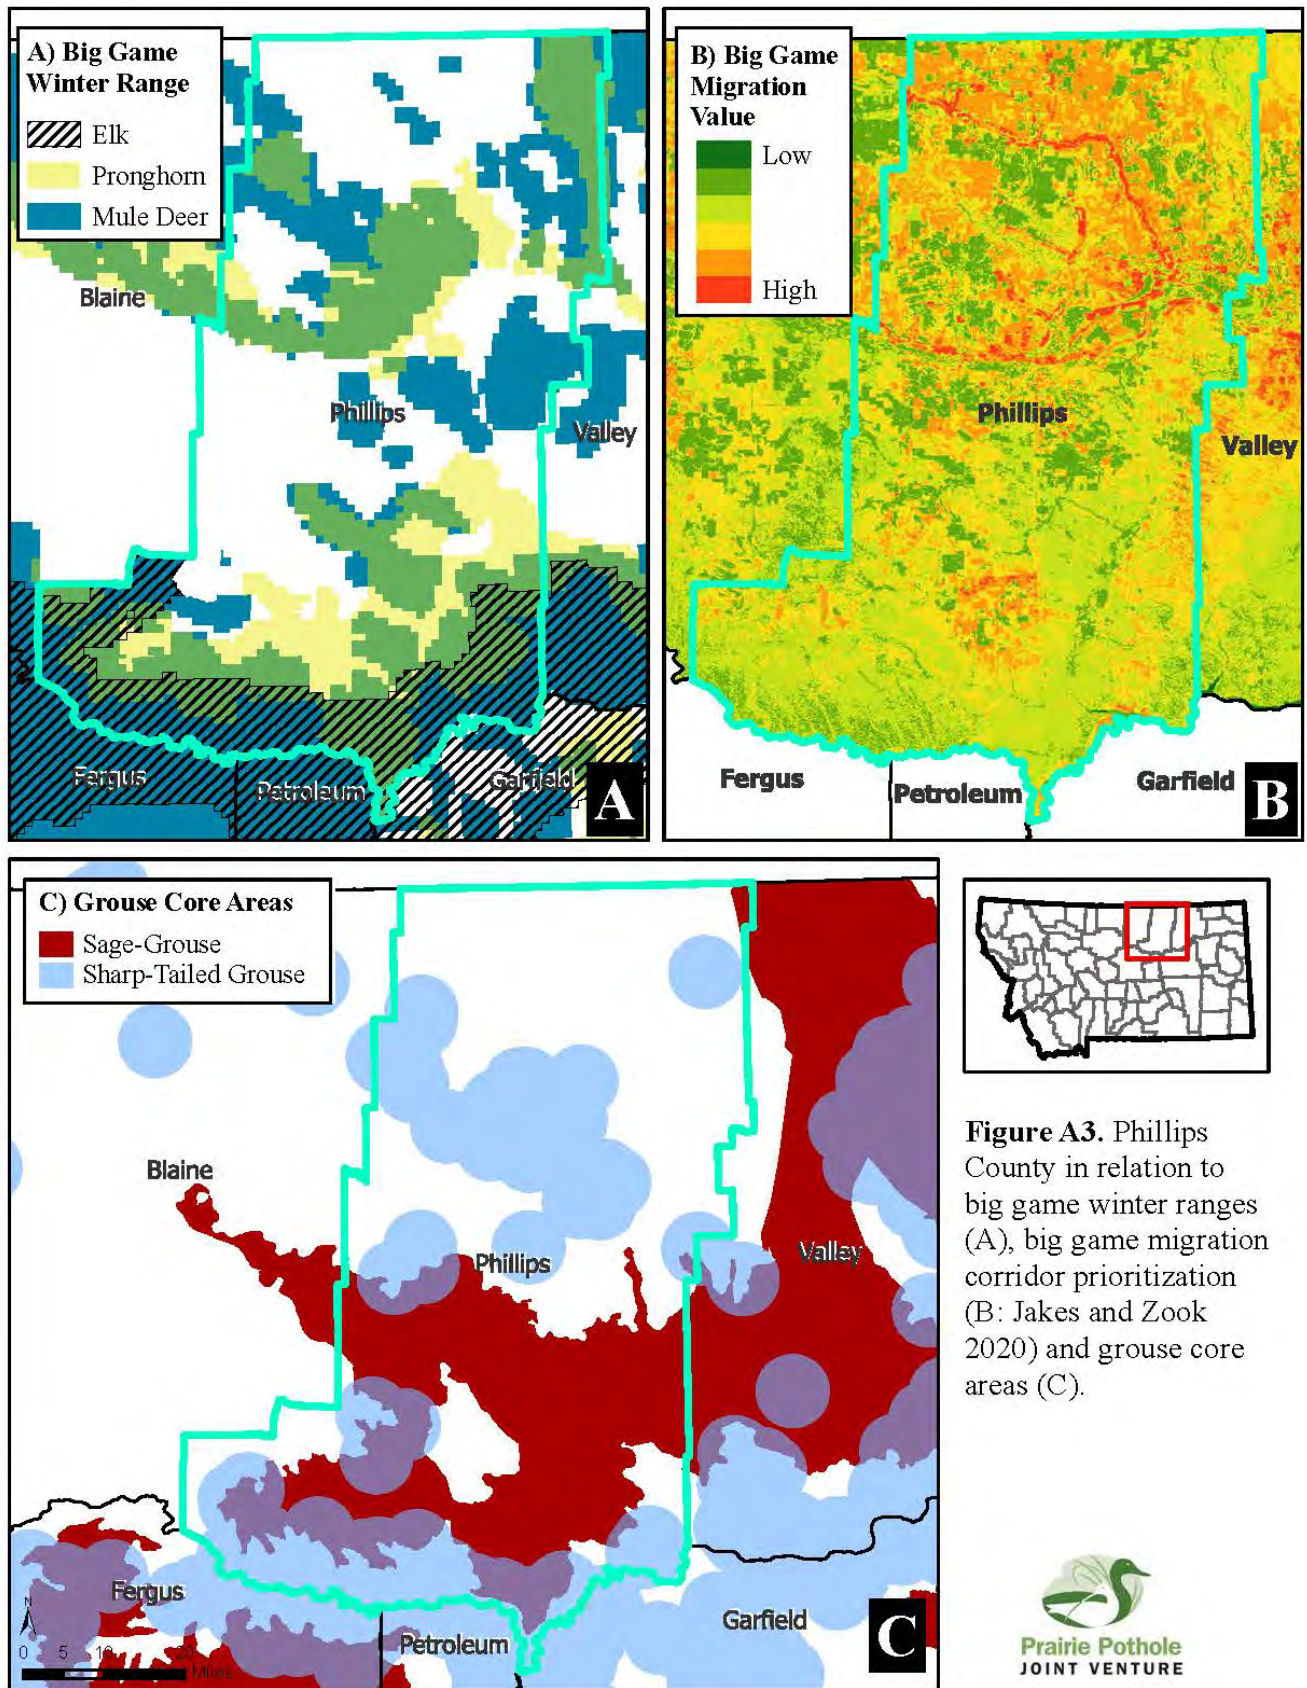 A) Big Game
Winter Range
Elk
Pronghorn
Mule Deer
Blaine
Phillips
Valley
Fergus
Petroleum
Garfield
A
B) Big Game
Migration
Value
Low
High
Phillips
Valley
Fergus
Petroleum
Garfield
B
C) Grouse Core Areas
Sage-Grouse
Sharp-Tailed Grouse
Blaine
Phillips
Valley
Fergus
Petroleum
Garfield
N
0 5 10 20
Miles
C
Figure A3. Phillips
County in relation to
big game winter ranges
(A), big game migration
corridor prioritization
(B: Jakes and Zook
2020) and grouse core
areas (C).
Prairie Pothole
JOINT VENTURE